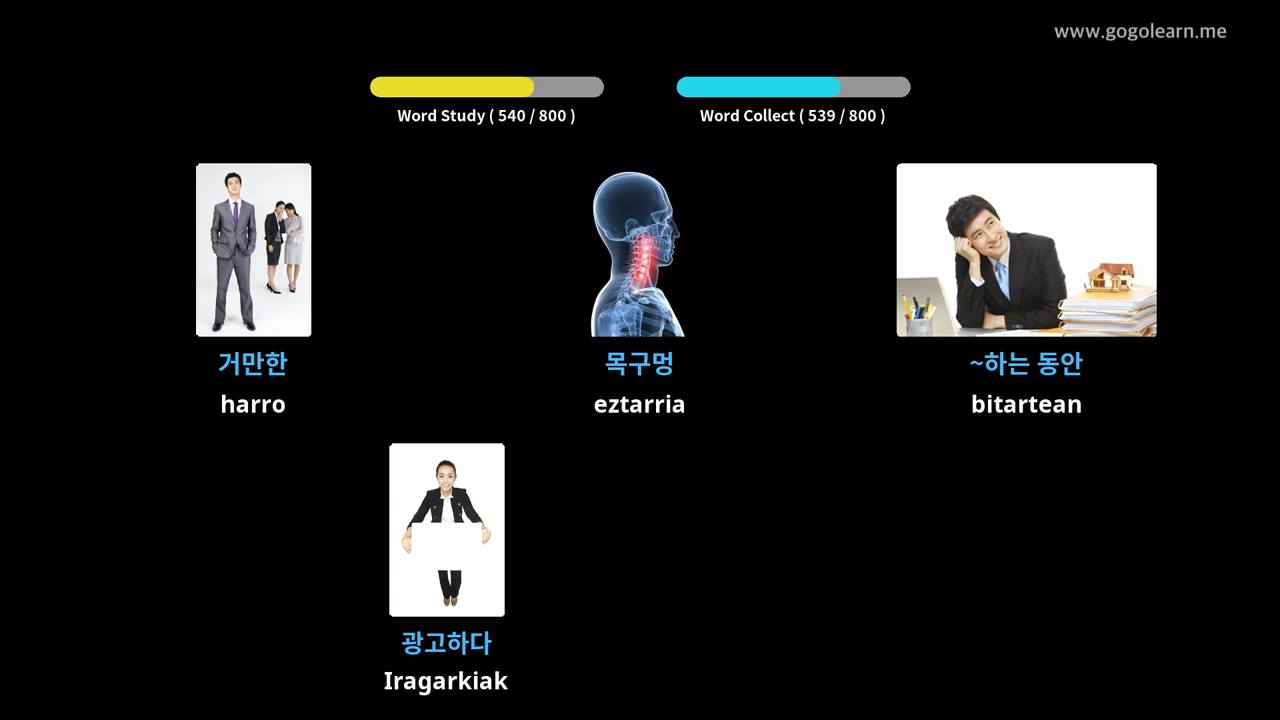 www.gogolearn.me
Word Study ( 540 / 800 )
Word Collect ( 539 / 800 )
거만한
harro
목구멍
eztarria
~하는 동안
bitartean
광고하다
Iragarkiak